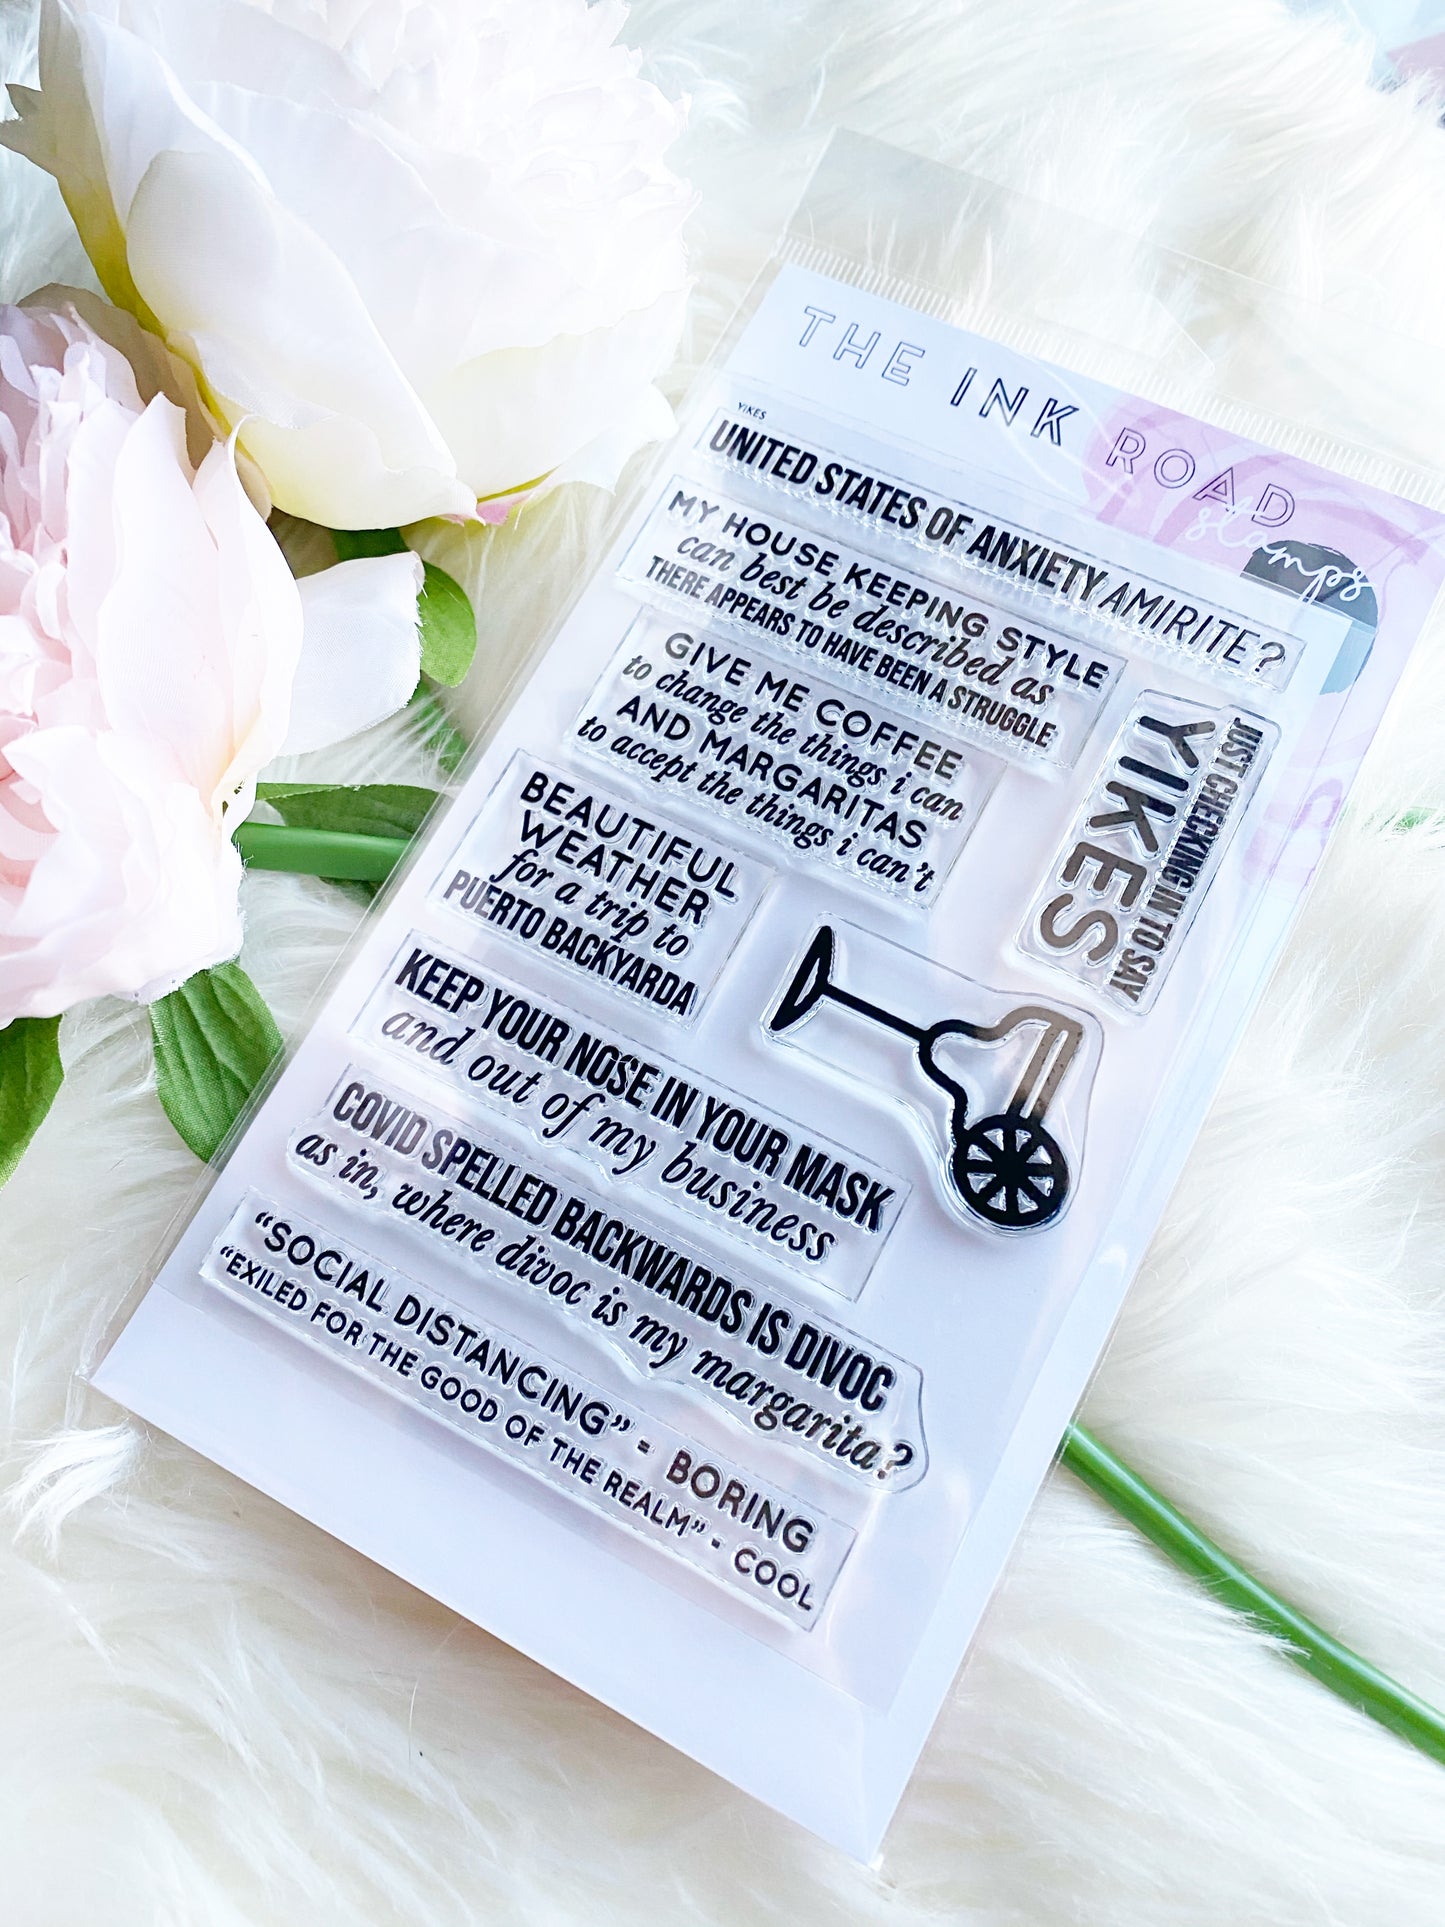 THE INK ROAD
stamps
YIKES
UNITED STATES OF ANXIETY AMIRITE?
MY HOUSE KEEPING STYLE
can best be described as
THERE APPEARS TO HAVE BEEN A STRUGGLE
GIVE ME COFFEE
to change the things i can
AND MARGARITAS
to accept the things i can't
JUST CHECKING IN TO SAY
YIKES
BEAUTIFUL
WEATHER
for a trip to
PUERTO BACKYARDA
KEEP YOUR NOSE IN YOUR MASK
and out of my business
COVID SPELLED BACKWARDS IS DIVOC
as in, where divoc is my margarita?
"SOCIAL DISTANCING" - BORING
"EXILED FOR THE GOOD OF THE REALM" - COOL